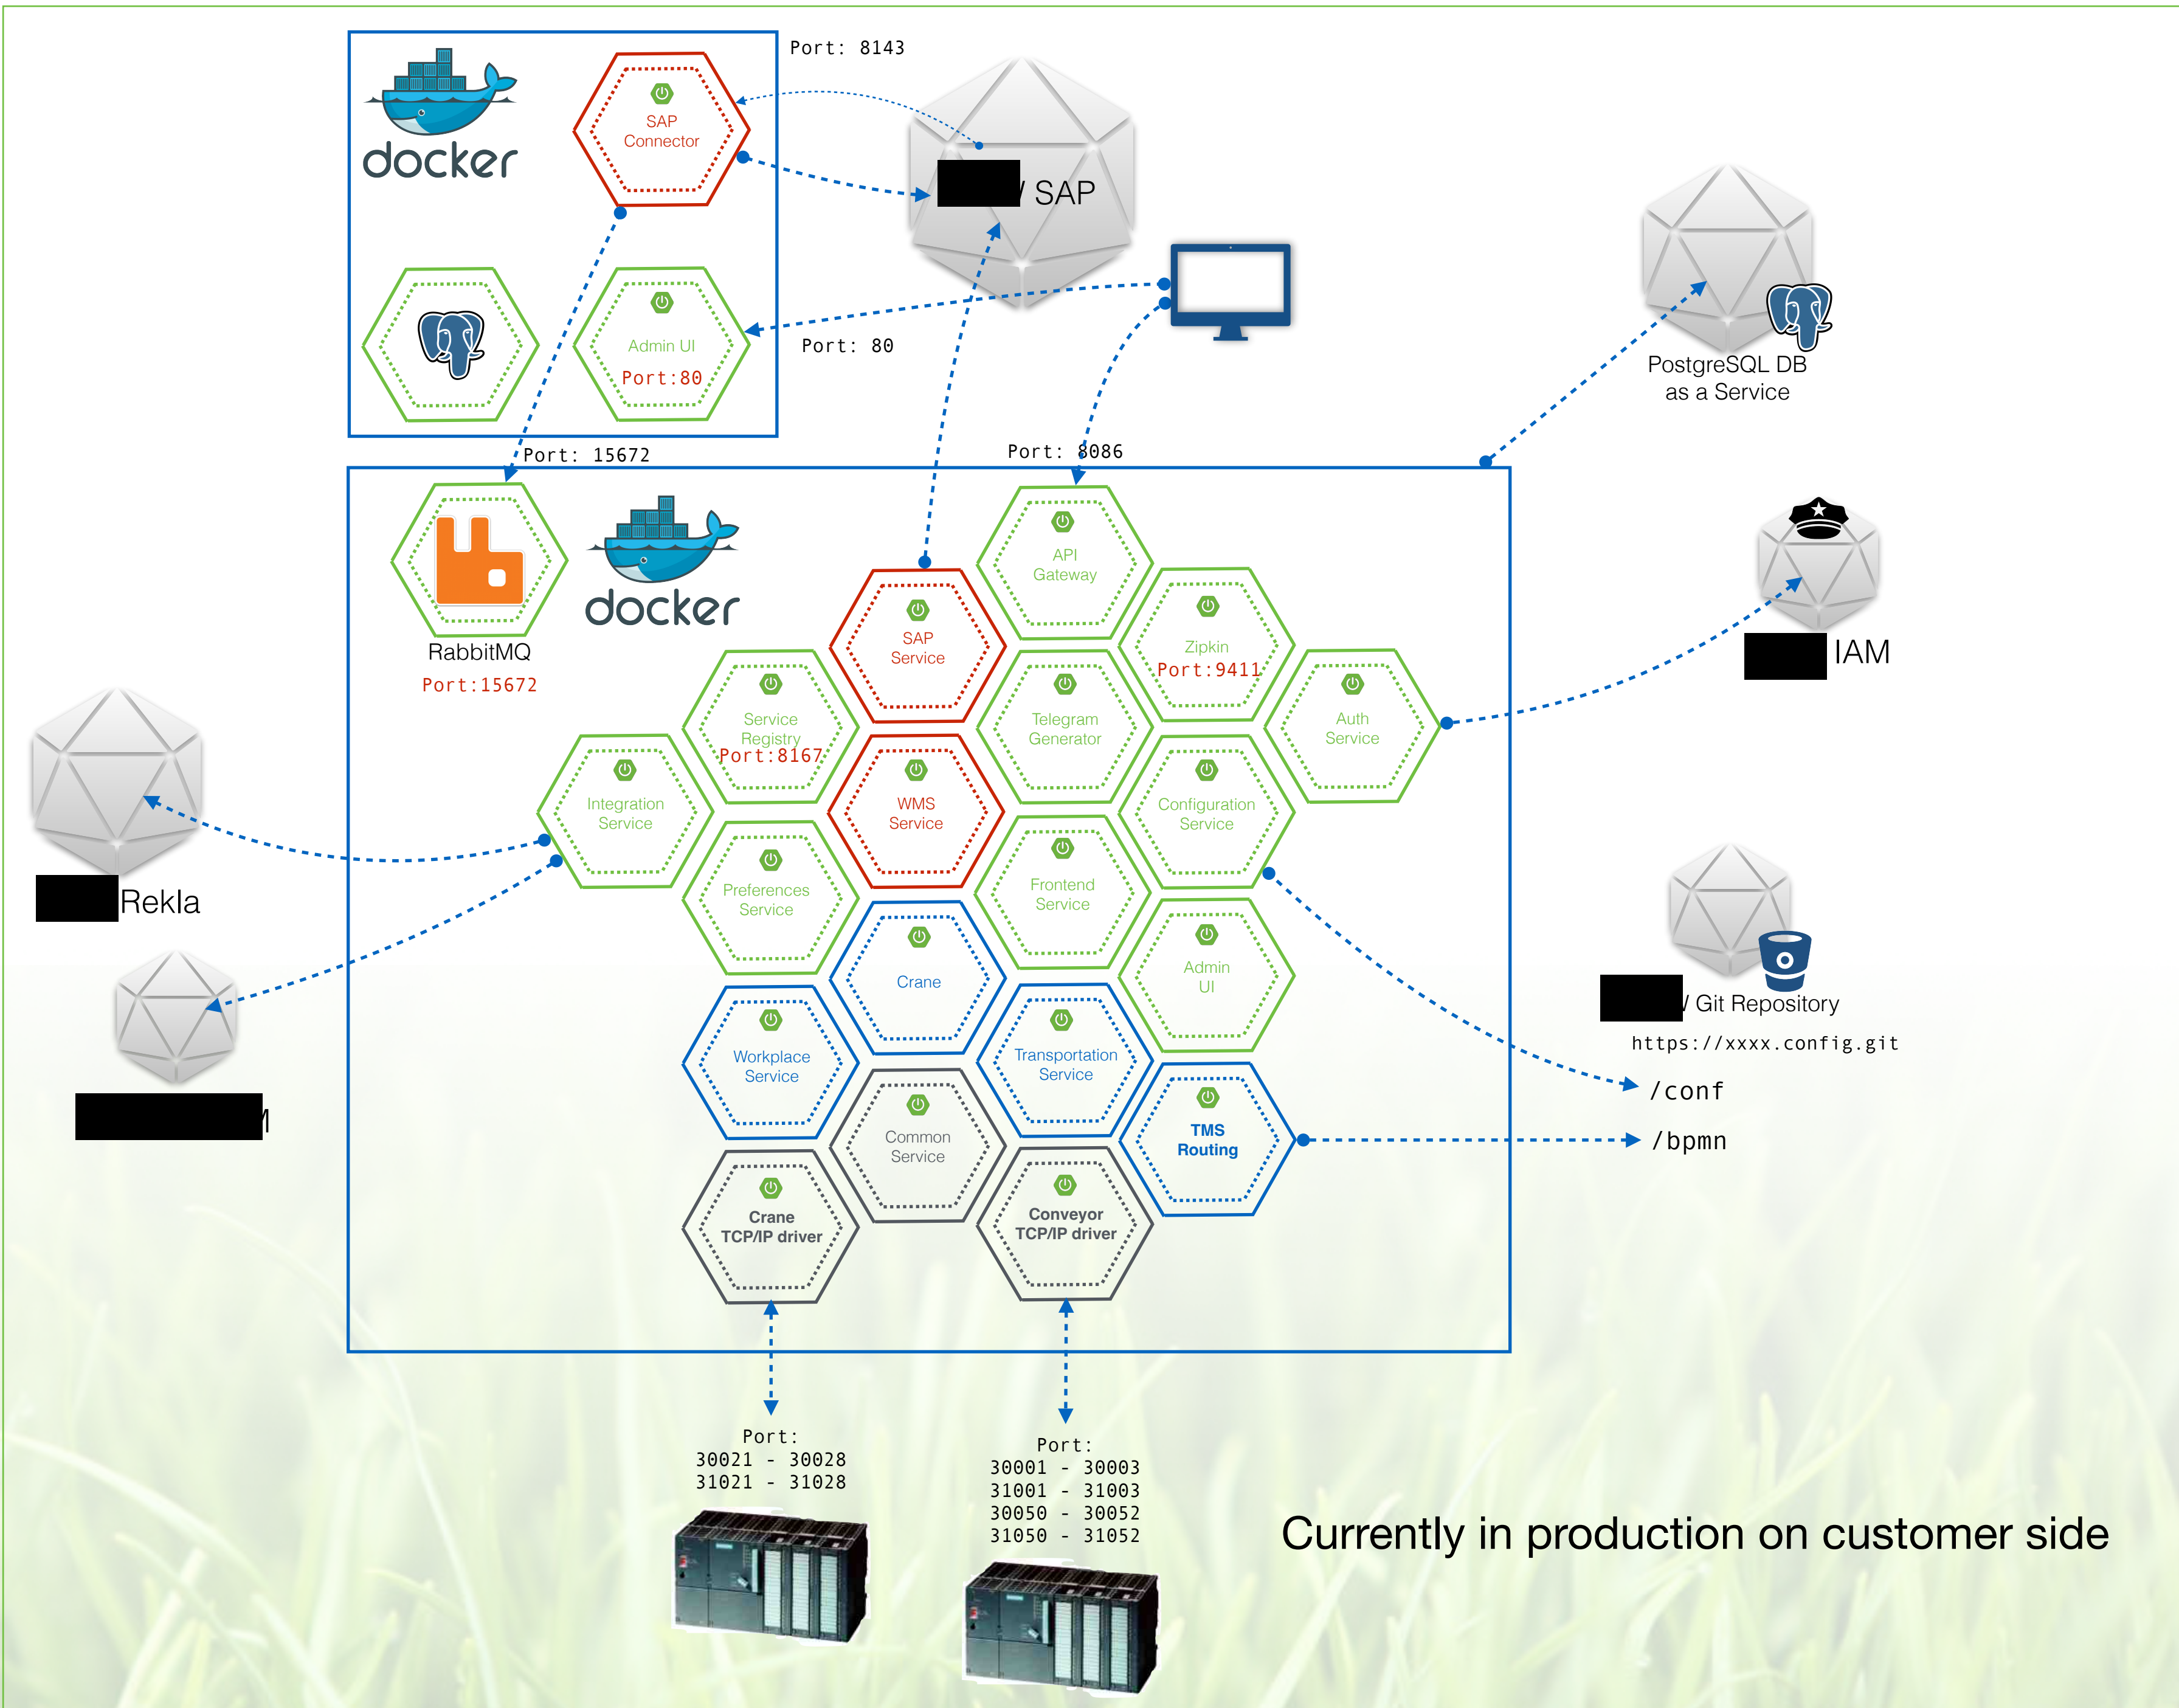 docker
SAP
Connector
Port: 8143
SAP
Admin UI
Port:80
Port: 80
PostgreSQL DB
as a Service
Port: 15672
Port: 8086
RabbitMQ
Port:15672
docker
API
Gateway
SAP
Service
Zipkin
Port:9411
IAM
Service
Registry
Port:8167
Telegram
Generator
Auth
Service
Integration
Service
WMS
Service
Configuration
Service
Rekla
Preferences
Service
Frontend
Service
Crane
Admin
UI
Git Repository
https://xxxx.config.git
/conf
/bpmn
Workplace
Service
Transportation
Service
Common
Service
TMS
Routing
Crane
TCP/IP driver
Conveyor
TCP/IP driver
Port:
30021 - 30028
31021 - 31028
Port:
30001 - 30003
31001 - 31003
30050 - 30052
31050 - 31052
Currently in production on customer side